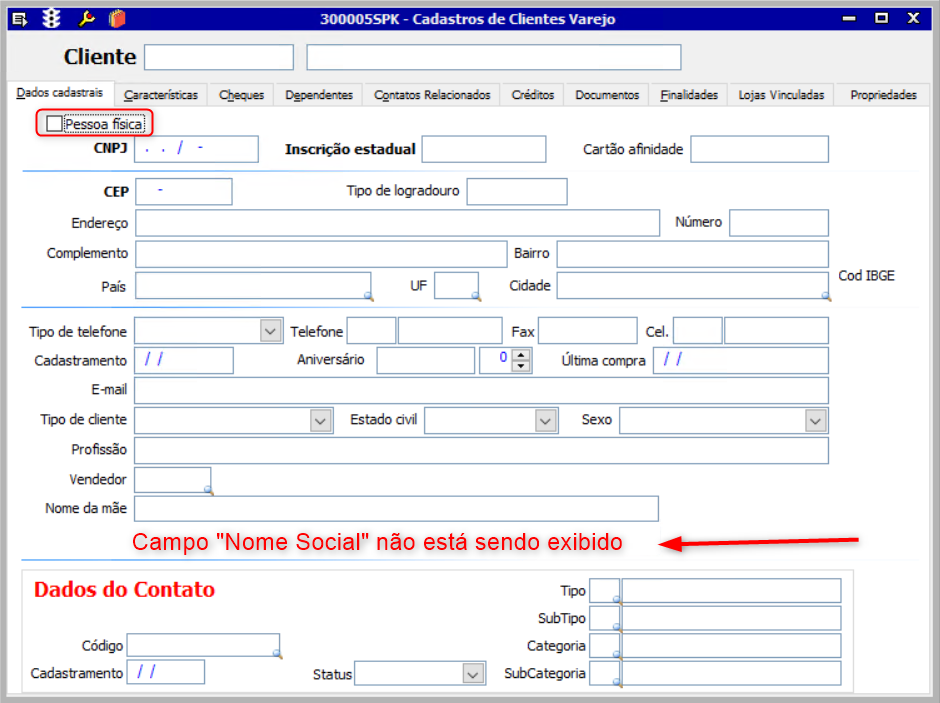 300005SPK - Cadastros de Clientes Varejo
Cliente
Dados cadastrais Características Cheques Dependentes Contatos Relacionados Créditos Documentos Finalidades Lojas Vinculadas Propriedades
Pessoa física
CNPJ . . / - Inscrição estadual Cartão afinidade
CEP - Tipo de logradouro
Endereço Número
Complemento Bairro
País UF Cidade Cod IBGE
Tipo de telefone Telefone Fax Cel.
Cadastramento / / Aniversário 0 Última compra / /
E-mail
Tipo de cliente Estado civil Sexo
Profissão
Vendedor
Nome da mãe
Campo "Nome Social" não está sendo exibido
Dados do Contato Tipo
SubTipo
Código Categoria
Cadastramento / / Status SubCategoria